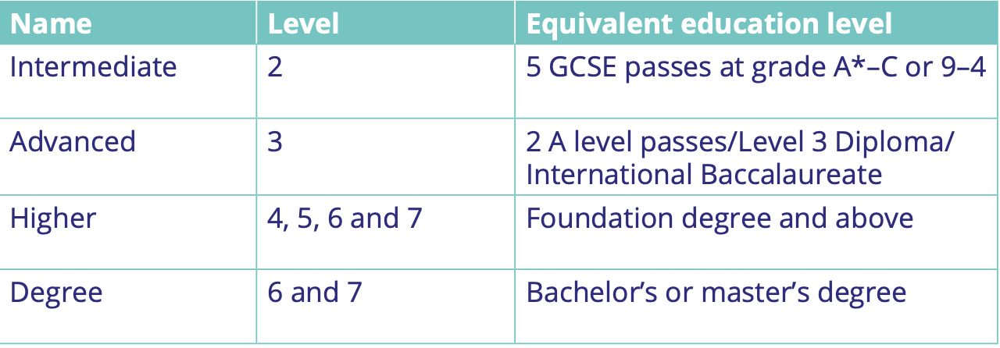 Name Level Equivalent education level
Intermediate 2 5 GCSE passes at grade A*–C or 9–4
Advanced 3 2 A level passes/Level 3 Diploma/
International Baccalaureate
Higher 4, 5, 6 and 7 Foundation degree and above
Degree 6 and 7 Bachelor’s or master’s degree